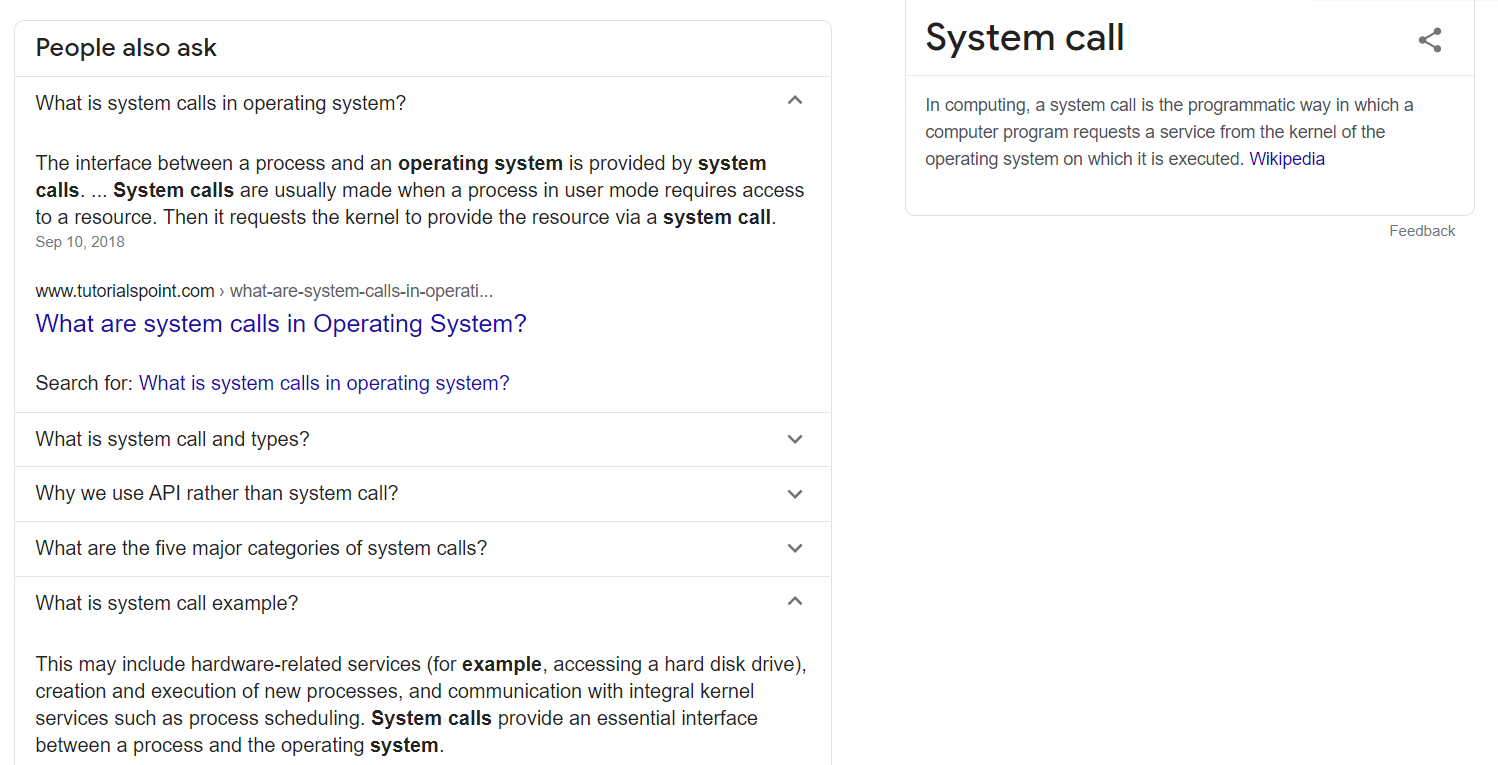 People also ask
What is system calls in operating system?
The interface between a process and an operating system is provided by system
calls. ... System calls are usually made when a process in user mode requires access
to a resource. Then it requests the kernel to provide the resource via a system call.
Sep 10, 2018
www.tutorialspoint.com › what-are-system-calls-in-operati...
What are system calls in Operating System?
Search for: What is system calls in operating system?
What is system call and types?
Why we use API rather than system call?
What are the five major categories of system calls?
What is system call example?
This may include hardware-related services (for example, accessing a hard disk drive),
creation and execution of new processes, and communication with integral kernel
services such as process scheduling. System calls provide an essential interface
between a process and the operating system.
System call
In computing, a system call is the programmatic way in which a
computer program requests a service from the kernel of the
operating system on which it is executed. Wikipedia
Feedback